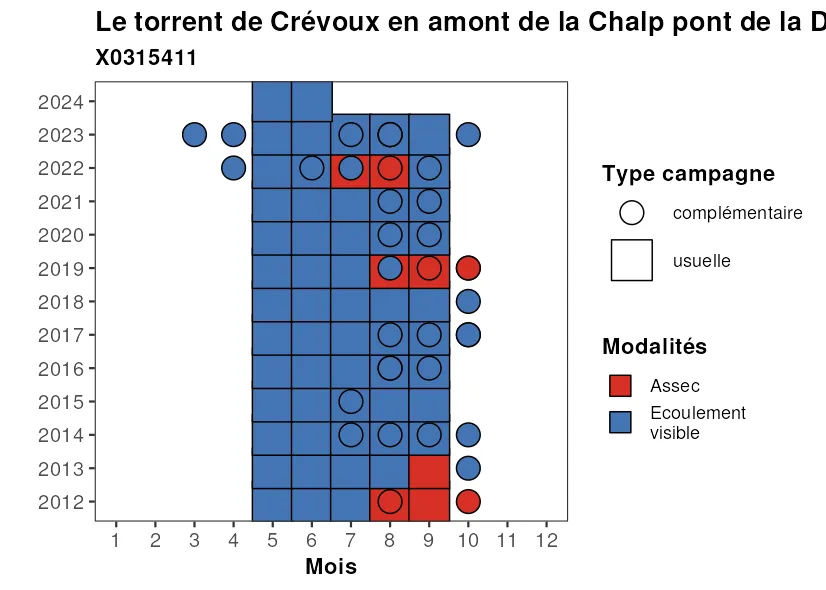 Le torrent de Crévoux en amont de la Chalp pont de la D
X0315411
2024
2023
2022
2021
2020
2019
2018
2017
2016
2015
2014
2013
2012
1 2 3 4 5 6 7 8 9 10 11 12
Mois
Type campagne
complémentaire
usuelle
Modalités
Assec
Ecoulement
visible